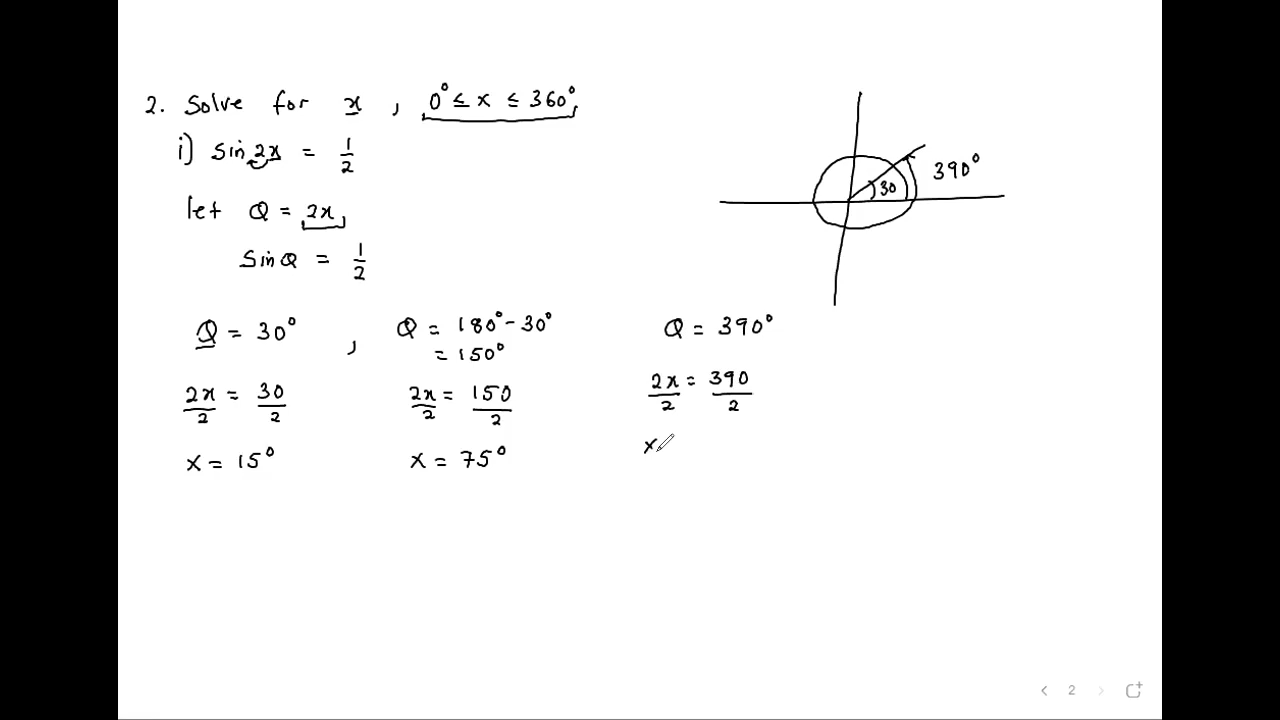 2. Solve for x , 0° ≤ x ≤ 360°
i) sin 2x = 1/2
let Q = 2x
sin Q = 1/2
30
390°
Q = 30° , Q = 180° - 30° Q = 390°
= 150°
2x/2 = 30/2 2x/2 = 150/2 2x/2 = 390/2
x = 15° x = 75° x
2